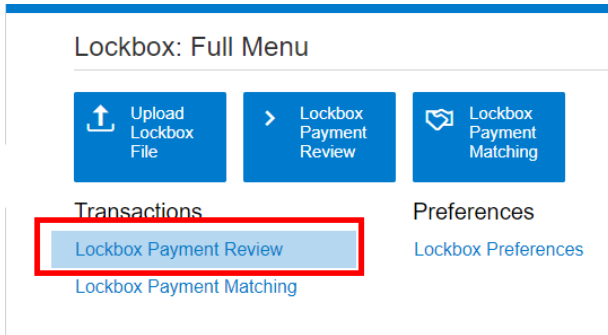 Lockbox: Full Menu
Upload
Lockbox
File
Lockbox
Payment
Review
Lockbox
Payment
Matching
Transactions
Lockbox Payment Review
Lockbox Payment Matching
Preferences
Lockbox Preferences